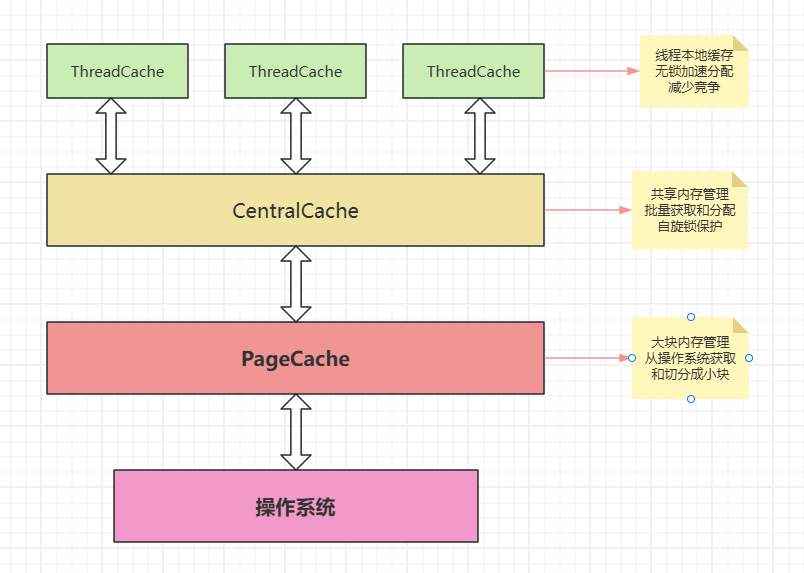 ThreadCache
ThreadCache
ThreadCache
线程本地缓存
无锁加速分配
减少竞争
CentralCache
共享内存管理
批量获取和分配
自旋锁保护
PageCache
大块内存管理
从操作系统获取
和切分成小块
操作系统